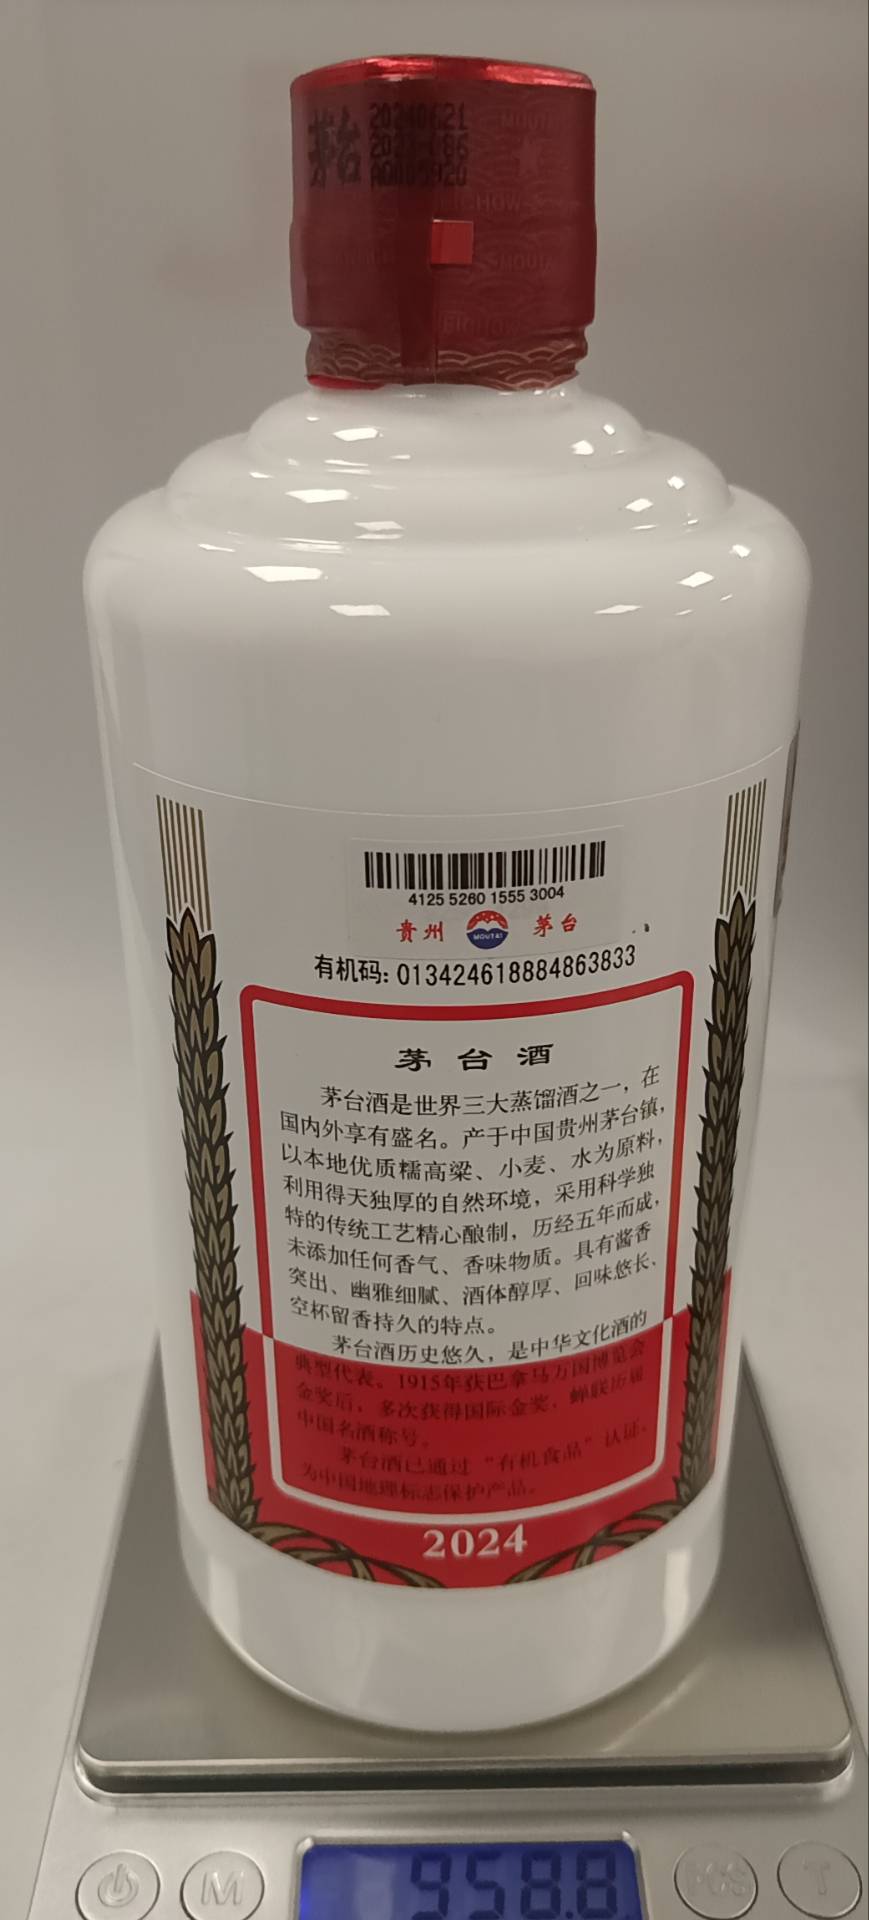 茅台
20240621
MOUTAI
4125 5260 1555 3004
贵州 MOUTAI 茅台
有机码: 013424618884863833
茅台酒
茅台酒是世界三大蒸馏酒之一，在
国内外享有盛名。产于中国贵州茅台镇，
以本地优质糯高粱、小麦、水为原料，
利用得天独厚的自然环境，采用科学独
特的传统工艺精心酿制，历经五年而成，
未添加任何香气、香味物质。具有酱香
突出、幽雅细腻、酒体醇厚、回味悠长、
空杯留香持久的特点。
茅台酒历史悠久，是中华文化酒的
典型代表。1915年获巴拿马万国博览会
金奖后，多次获得国际金奖，蝉联历届
中国名酒称号。
茅台酒已通过“有机食品”认证，
为中国地理标志保护产品。
2024
M
958.8
PCS
T